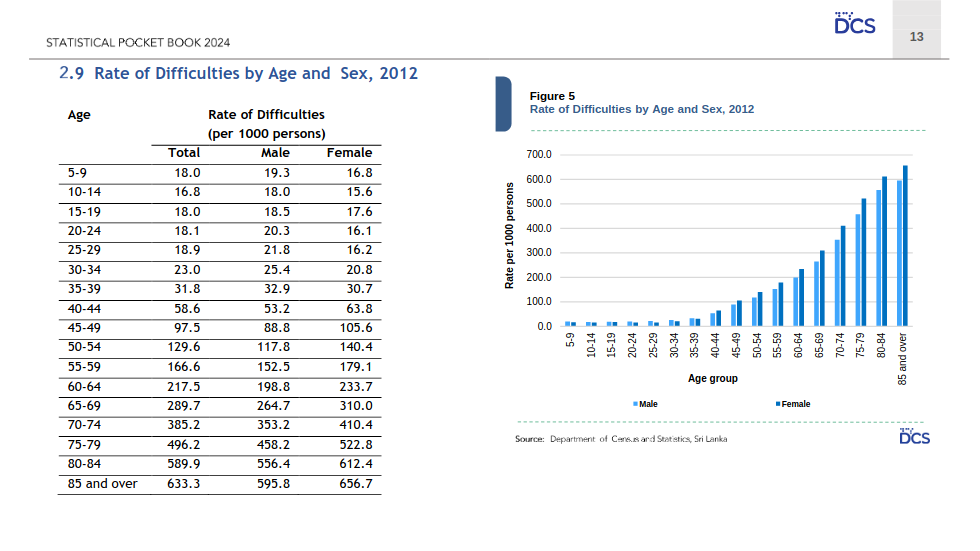 DCS
13
STATISTICAL POCKET BOOK 2024
2.9 Rate of Difficulties by Age and Sex, 2012
Age Rate of Difficulties
(per 1000 persons)
Total Male Female
5-9 18.0 19.3 16.8
10-14 16.8 18.0 15.6
15-19 18.0 18.5 17.6
20-24 18.1 20.3 16.1
25-29 18.9 21.8 16.2
30-34 23.0 25.4 20.8
35-39 31.8 32.9 30.7
40-44 58.6 53.2 63.8
45-49 97.5 88.8 105.6
50-54 129.6 117.8 140.4
55-59 166.6 152.5 179.1
60-64 217.5 198.8 233.7
65-69 289.7 264.7 310.0
70-74 385.2 353.2 410.4
75-79 496.2 458.2 522.8
80-84 589.9 556.4 612.4
85 and over 633.3 595.8 656.7
Figure 5
Rate of Difficulties by Age and Sex, 2012
Rate per 1000 persons
700.0
600.0
500.0
400.0
300.0
200.0
100.0
0.0
5-9
10-14
15-19
20-24
25-29
30-34
35-39
40-44
45-49
50-54
55-59
60-64
65-69
70-74
75-79
80-84
85 and over
Age group
Male Female
Source: Department of Census and Statistics, Sri Lanka
DCS